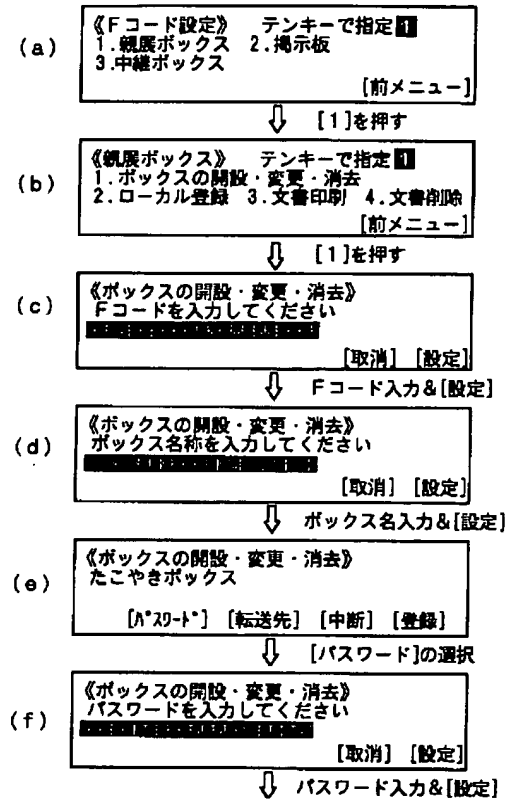 (a)
《Fコード設定》 テンキーで指定1
1.親展ボックス 2.掲示板
3.中継ボックス
[前メニュー]
[1]を押す
(b)
《親展ボックス》 テンキーで指定1
1.ボックスの開設・変更・消去
2.ローカル登録 3.文書印刷 4.文書削除
[前メニュー]
[1]を押す
(c)
《ボックスの開設・変更・消去》
Fコードを入力してください
[取消] [設定]
Fコード入力&[設定]
(d)
《ボックスの開設・変更・消去》
ボックス名称を入力してください
[取消] [設定]
ボックス名入力&[設定]
(e)
《ボックスの開設・変更・消去》
たこやきボックス
[パスワード] [転送先] [中断] [登録]
[パスワード]の選択
(f)
《ボックスの開設・変更・消去》
パスワードを入力してください
[取消] [設定]
パスワード入力&[設定]